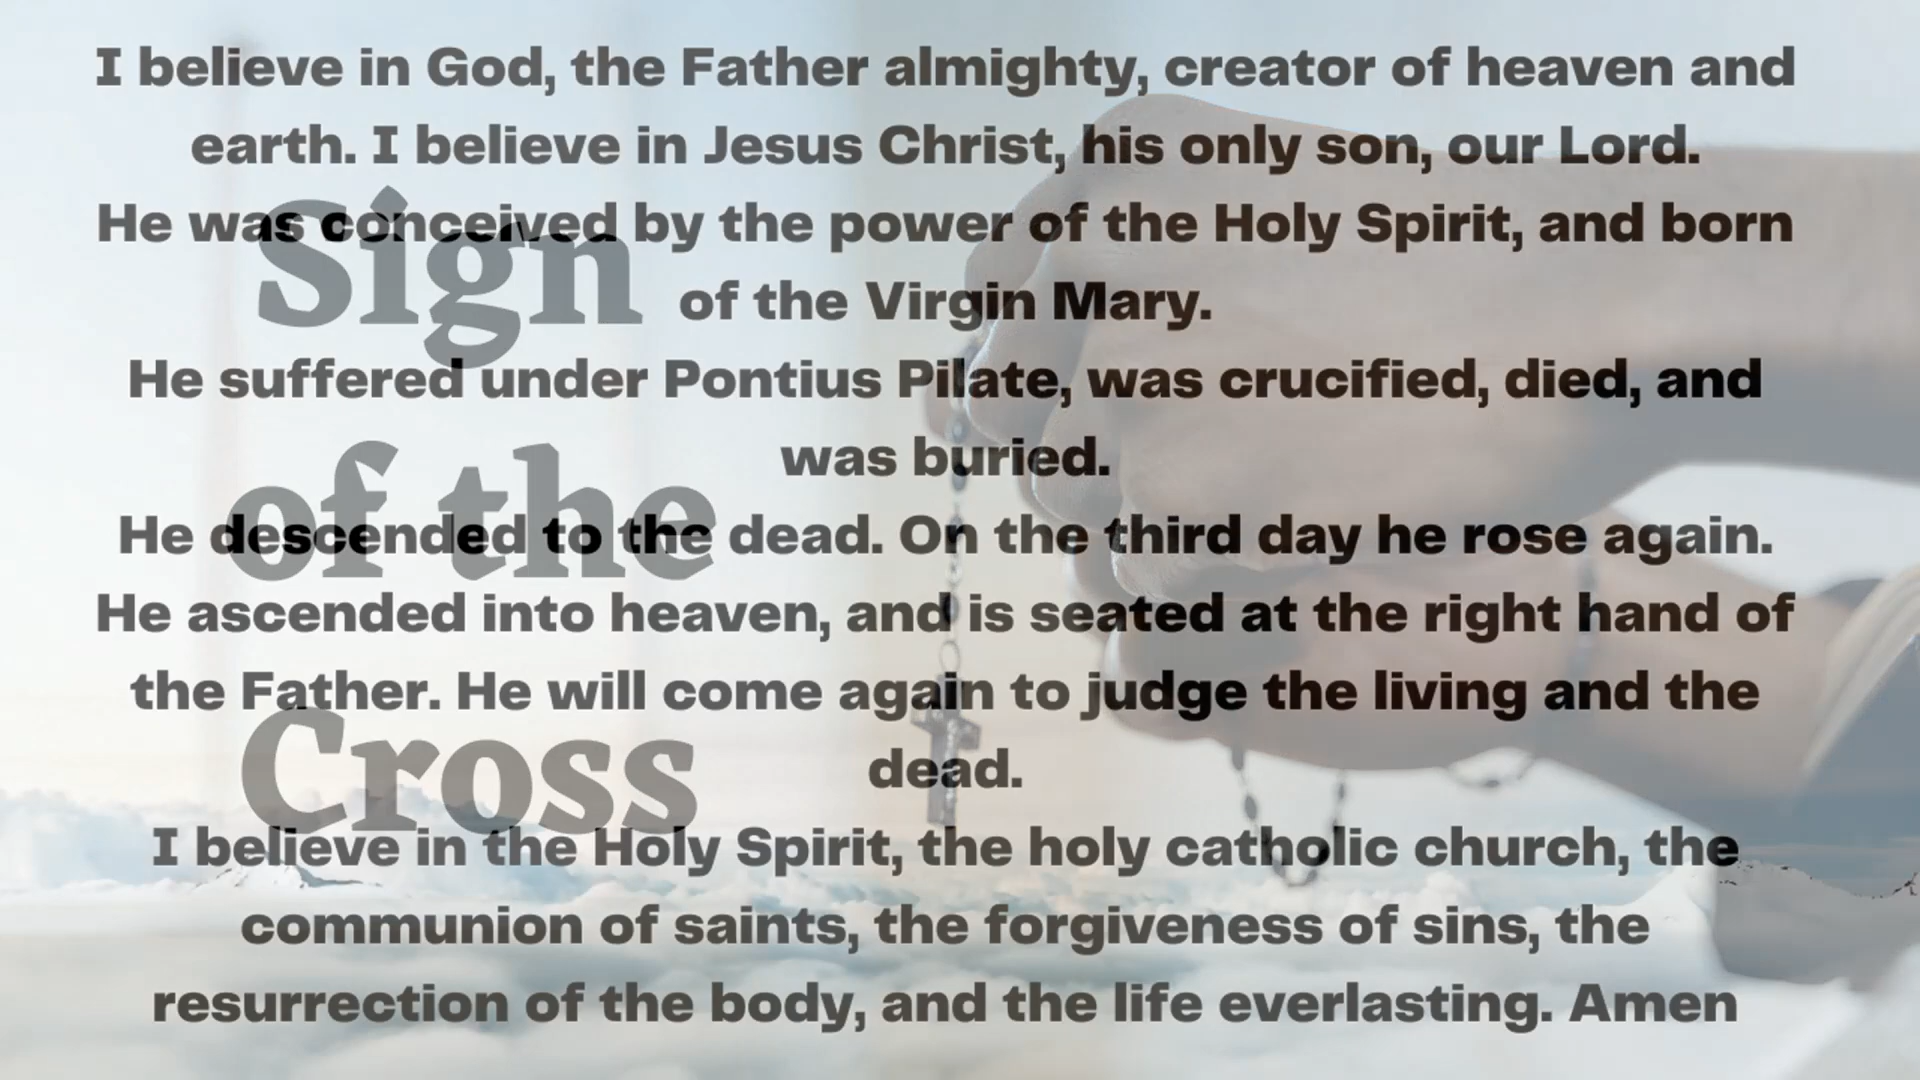 I believe in God, the Father almighty, creator of heaven and
earth. I believe in Jesus Christ, his only son, our Lord.
He was conceived by the power of the Holy Spirit, and born
of the Virgin Mary.
He suffered under Pontius Pilate, was crucified, died, and
was buried.
He descended to the dead. On the third day he rose again.
He ascended into heaven, and is seated at the right hand of
the Father. He will come again to judge the living and the
dead.
I believe in the Holy Spirit, the holy catholic church, the
communion of saints, the forgiveness of sins, the
resurrection of the body, and the life everlasting. Amen
Sign
of the
Cross